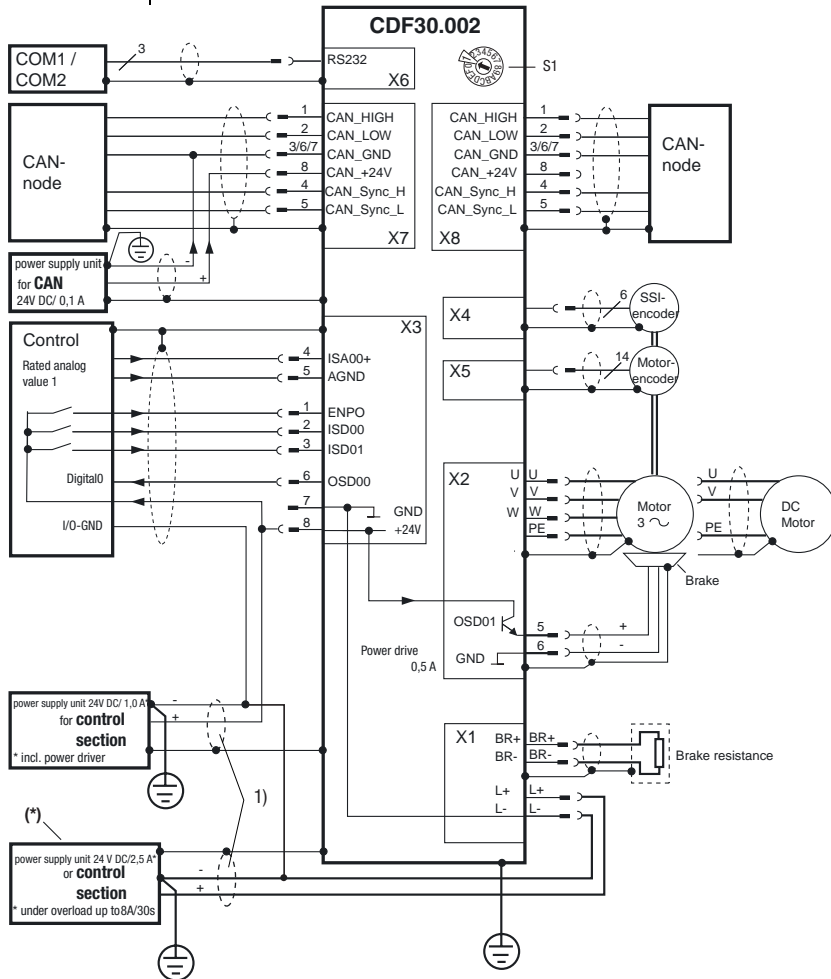 CDF30.002
COM1 /
COM2
3
RS232
X6
1234567
89ABCDEF0
S1
CAN-
node
1
2
3/6/7
8
4
5
CAN_HIGH
CAN_LOW
CAN_GND
CAN_+24V
CAN_Sync_H
CAN_Sync_L
X7
CAN_HIGH
CAN_LOW
CAN_GND
CAN_+24V
CAN_Sync_H
CAN_Sync_L
X8
1
2
3/6/7
8
4
5
CAN-
node
power supply unit
for CAN
24V DC/ 0,1 A
-
+
Control
Rated analog
value 1
Digital0
I/O-GND
X3
4
5
1
2
3
6
7
8
ISA00+
AGND
ENPO
ISD00
ISD01
OSD00
GND
+24V
X4
6
SSI-
encoder
X5
14
Motor-
encoder
X2
U U
V V
W W
PE
Motor
3
U
V
PE
DC
Motor
Brake
OSD01
GND
5
6
+
-
Power drive
0,5 A
X1
BR+ BR+
BR- BR-
L+ L+
L- L-
Brake resistance
power supply unit 24V DC/ 1,0 A*
for control
section
* incl. power driver
-
+
1)
(*)
power supply unit 24 V DC/2,5 A*
or control
section
* under overload up to8A/30s
-
+